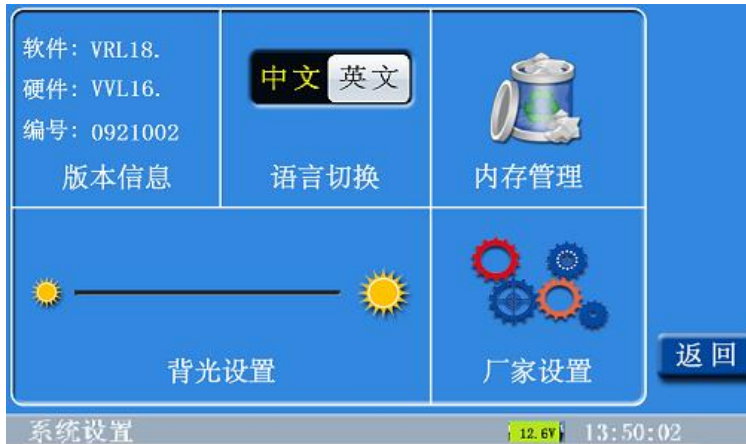 软件: VRL18.
硬件: VVL16.
编号: 0921002
版本信息
中文 英文
语言切换
内存管理
背光设置
厂家设置
返回
系统设置
12.6V
13:50:02